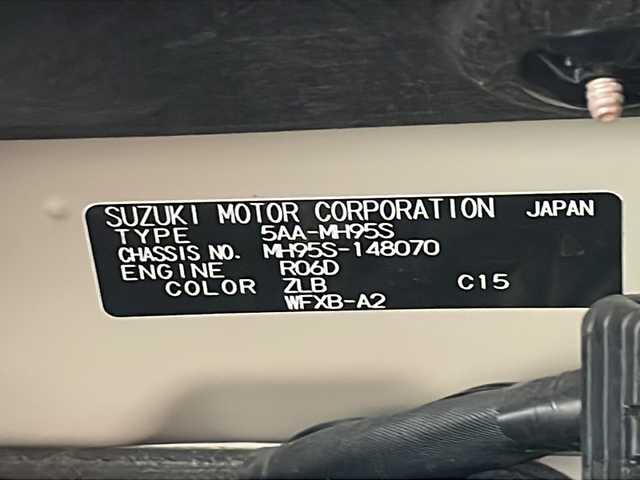 SUZUKI MOTOR CORPORATION JAPAN
TYPE 5AA-MH95S
CHASSIS NO. MH95S-148070
ENGINE R06D
COLOR ZLB C15
WFXB-A2